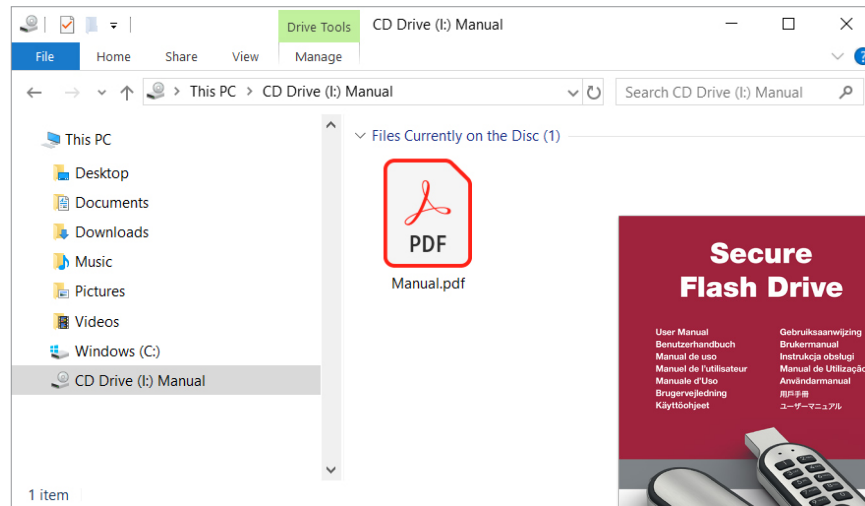 Drive Tools
CD Drive (I:) Manual
File
Home
Share
View
Manage
This PC > CD Drive (I:) Manual
Search CD Drive (I:) Manual
This PC
Desktop
Documents
Downloads
Music
Pictures
Videos
Windows (C:)
CD Drive (I:) Manual
1 item
Files Currently on the Disc (1)
PDF
Manual.pdf
Secure
Flash Drive
User Manual
Benutzerhandbuch
Manual de uso
Manuel de l'utilisateur
Manuale d'Uso
Brugervejledning
Käyttöohjeet
Gebruiksaanwijzing
Brukermanual
Instrukcja obsługi
Manual de Utilização
Användarmanual
用戶手冊
ユーザーマニュアル